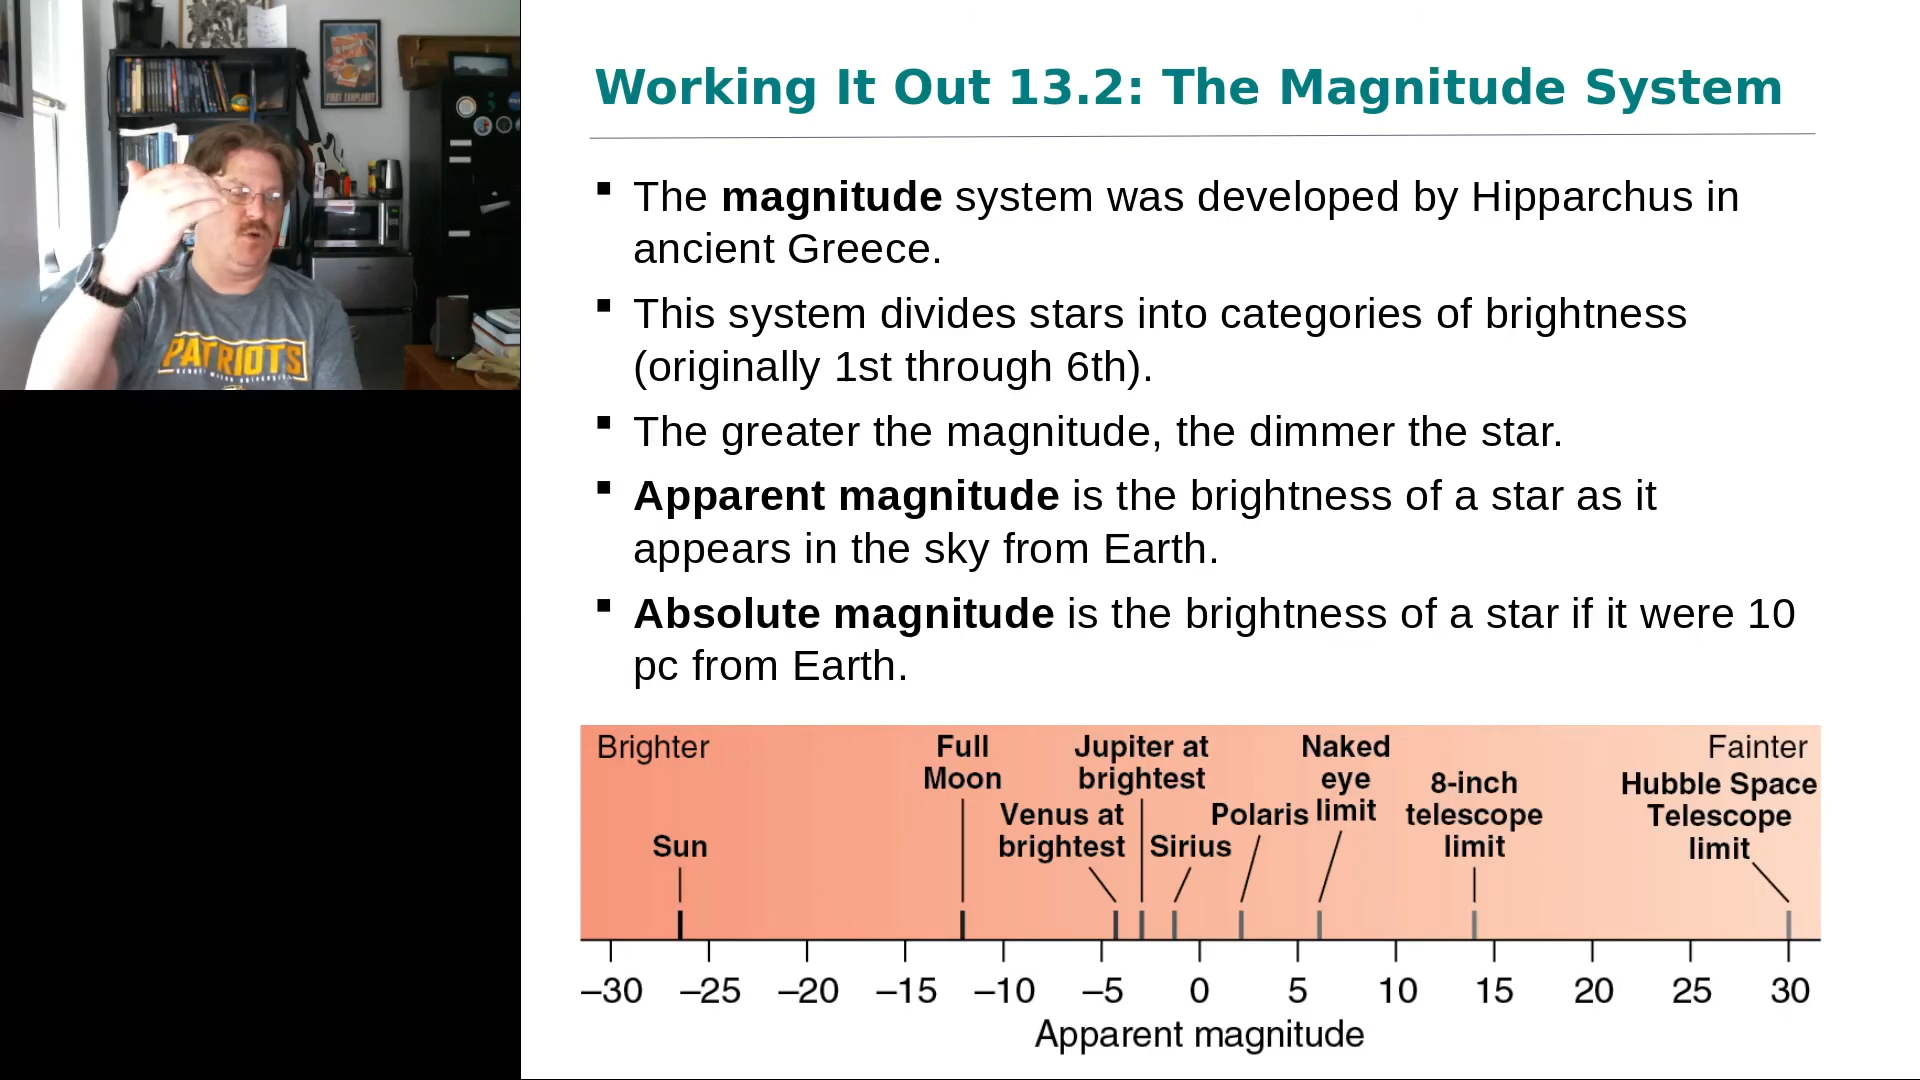 Working It Out 13.2: The Magnitude System
The magnitude system was developed by Hipparchus in
ancient Greece.
This system divides stars into categories of brightness
(originally 1st through 6th).
The greater the magnitude, the dimmer the star.
Apparent magnitude is the brightness of a star as it
appears in the sky from Earth.
Absolute magnitude is the brightness of a star if it were 10
pc from Earth.
Brighter
Fainter
Sun
Full
Moon
Venus at
brightest
Jupiter at
brightest
Sirius
Polaris
Naked
eye
limit
8-inch
telescope
limit
Hubble Space
Telescope
limit
–30 –25 –20 –15 –10 –5 0 5 10 15 20 25 30
Apparent magnitude
PATRIOTS